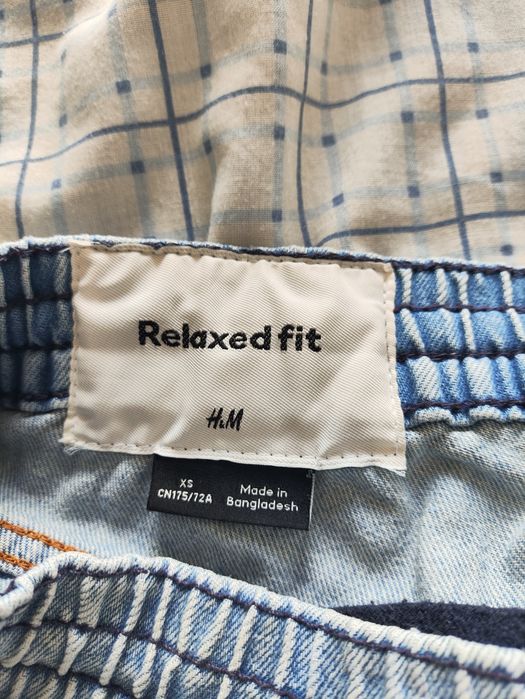 Relaxed fit
H&M
XS
CN175/72A
Made in
Bangladesh